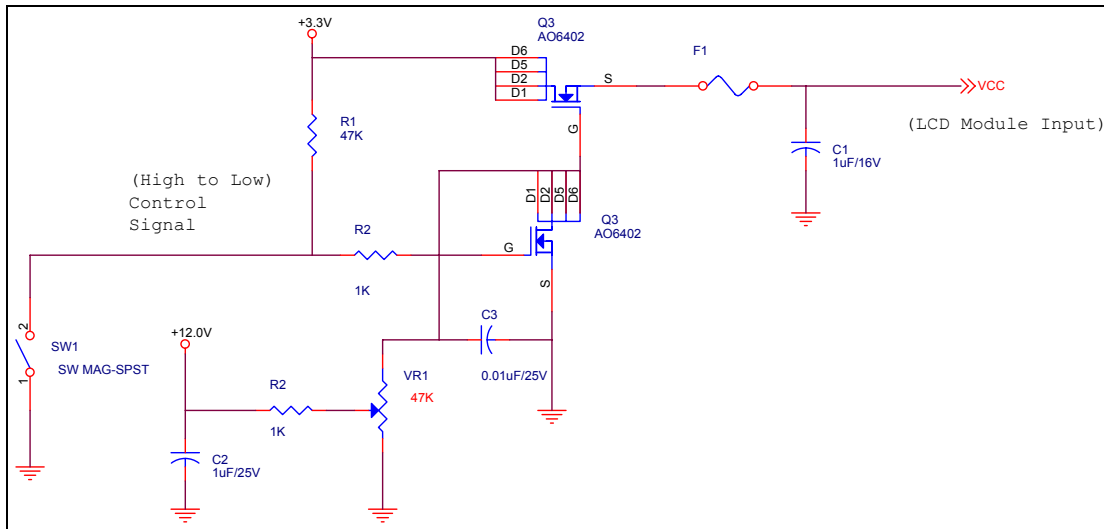 +3.3V
Q3
AO6402
D6
D5
D2
D1
S
G
F1
VCC
(LCD Module Input)
C1
1uF/16V
R1
47K
(High to Low)
Control
Signal
D1
D2
D5
D6
Q3
AO6402
G
S
R2
1K
2
1
SW1
SW MAG-SPST
+12.0V
C3
0.01uF/25V
R2
1K
VR1
47K
C2
1uF/25V